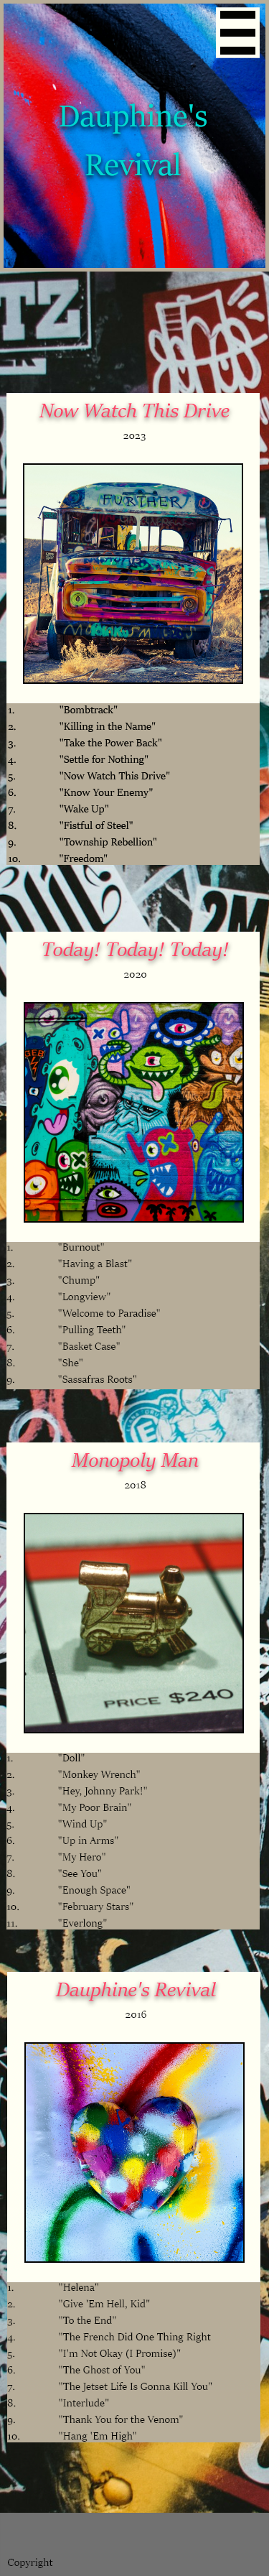 Dauphine's
Revival
Now Watch This Drive
2023
FURTHER
1. "Bombtrack"
2. "Killing in the Name"
3. "Take the Power Back"
4. "Settle for Nothing"
5. "Now Watch This Drive"
6. "Know Your Enemy"
7. "Wake Up"
8. "Fistful of Steel"
9. "Township Rebellion"
10. "Freedom"
Today! Today! Today!
2020
1. "Burnout"
2. "Having a Blast"
3. "Chump"
4. "Longview"
5. "Welcome to Paradise"
6. "Pulling Teeth"
7. "Basket Case"
8. "She"
9. "Sassafras Roots"
Monopoly Man
2018
PRICE $240
1. "Doll"
2. "Monkey Wrench"
3. "Hey, Johnny Park!"
4. "My Poor Brain"
5. "Wind Up"
6. "Up in Arms"
7. "My Hero"
8. "See You"
9. "Enough Space"
10. "February Stars"
11. "Everlong"
Dauphine's Revival
2016
1. "Helena"
2. "Give 'Em Hell, Kid"
3. "To the End"
4. "The French Did One Thing Right
5. "I'm Not Okay (I Promise)"
6. "The Ghost of You"
7. "The Jetset Life Is Gonna Kill You"
8. "Interlude"
9. "Thank You for the Venom"
10. "Hang 'Em High"
Copyright